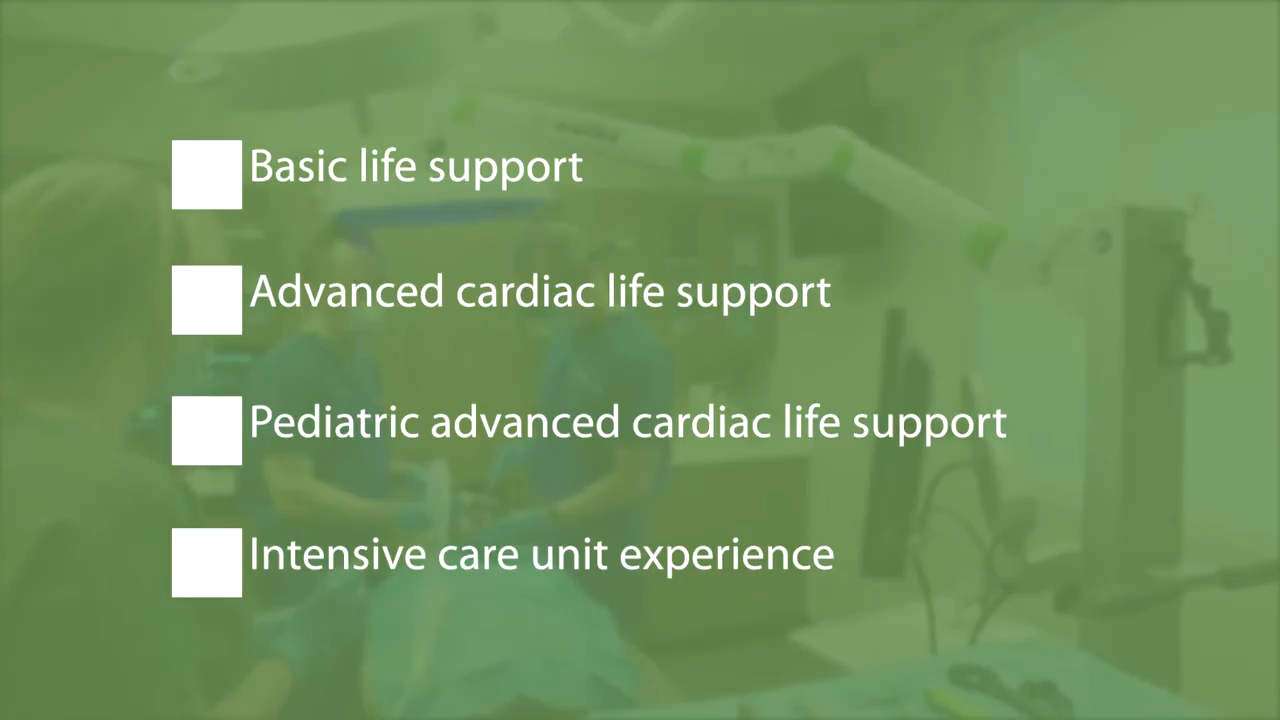 Basic life support
Advanced cardiac life support
Pediatric advanced cardiac life support
Intensive care unit experience